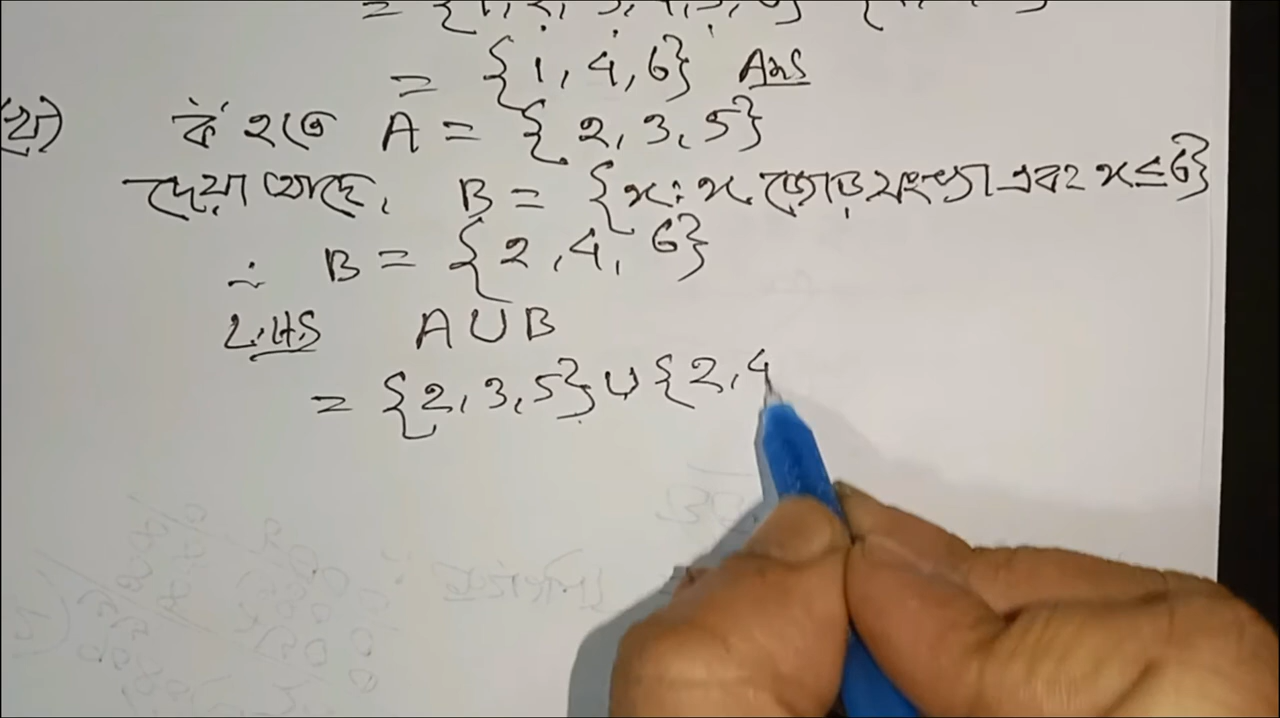 = {1, 4, 6} Ans
(খ) 'ক' হতে A = {2, 3, 5}
দেয়া আছে, B = {x : x জোড় সংখ্যা এবং x ≤ 6}
∴ B = {2, 4, 6}
L.H.S A ∪ B
= {2, 3, 5} ∪ {2, 4